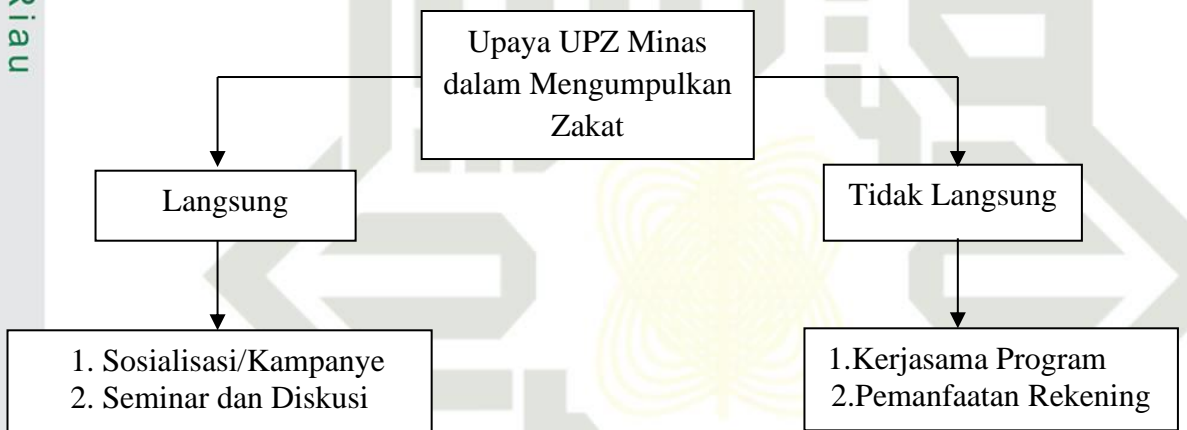 Riau
Upaya UPZ Minas
dalam Mengumpulkan
Zakat
Langsung
Tidak Langsung
1. Sosialisasi/Kampanye
2. Seminar dan Diskusi
1.Kerjasama Program
2.Pemanfaatan Rekening